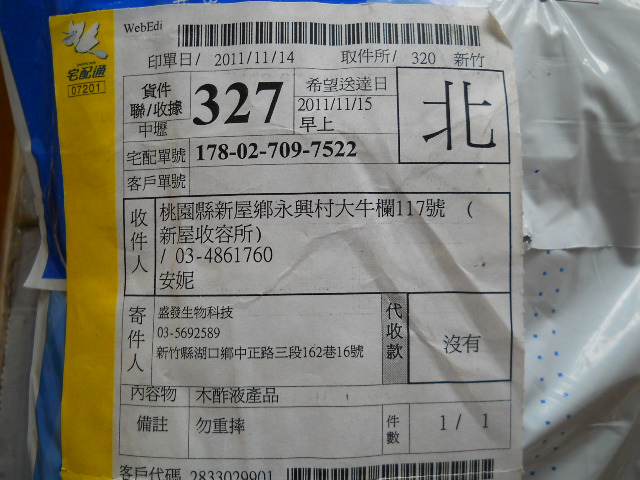 WebEdi
印單日/ 2011/11/14 取件所/ 320 新竹
宅配通
07201
貨件
聯/收據
中壢
327
希望送達日
2011/11/15
早上
北
宅配單號 178-02-709-7522
客戶單號
收件人
桃園縣新屋鄉永興村大牛欄117號 (
新屋收容所)
/ 03-4861760
安妮
寄件人
盛發生物科技
03-5692589
新竹縣湖口鄉中正路三段162巷16號
代收款
沒有
內容物 木酢液產品
備註 勿重摔
件數
1 / 1
客戶代碼 2833029901